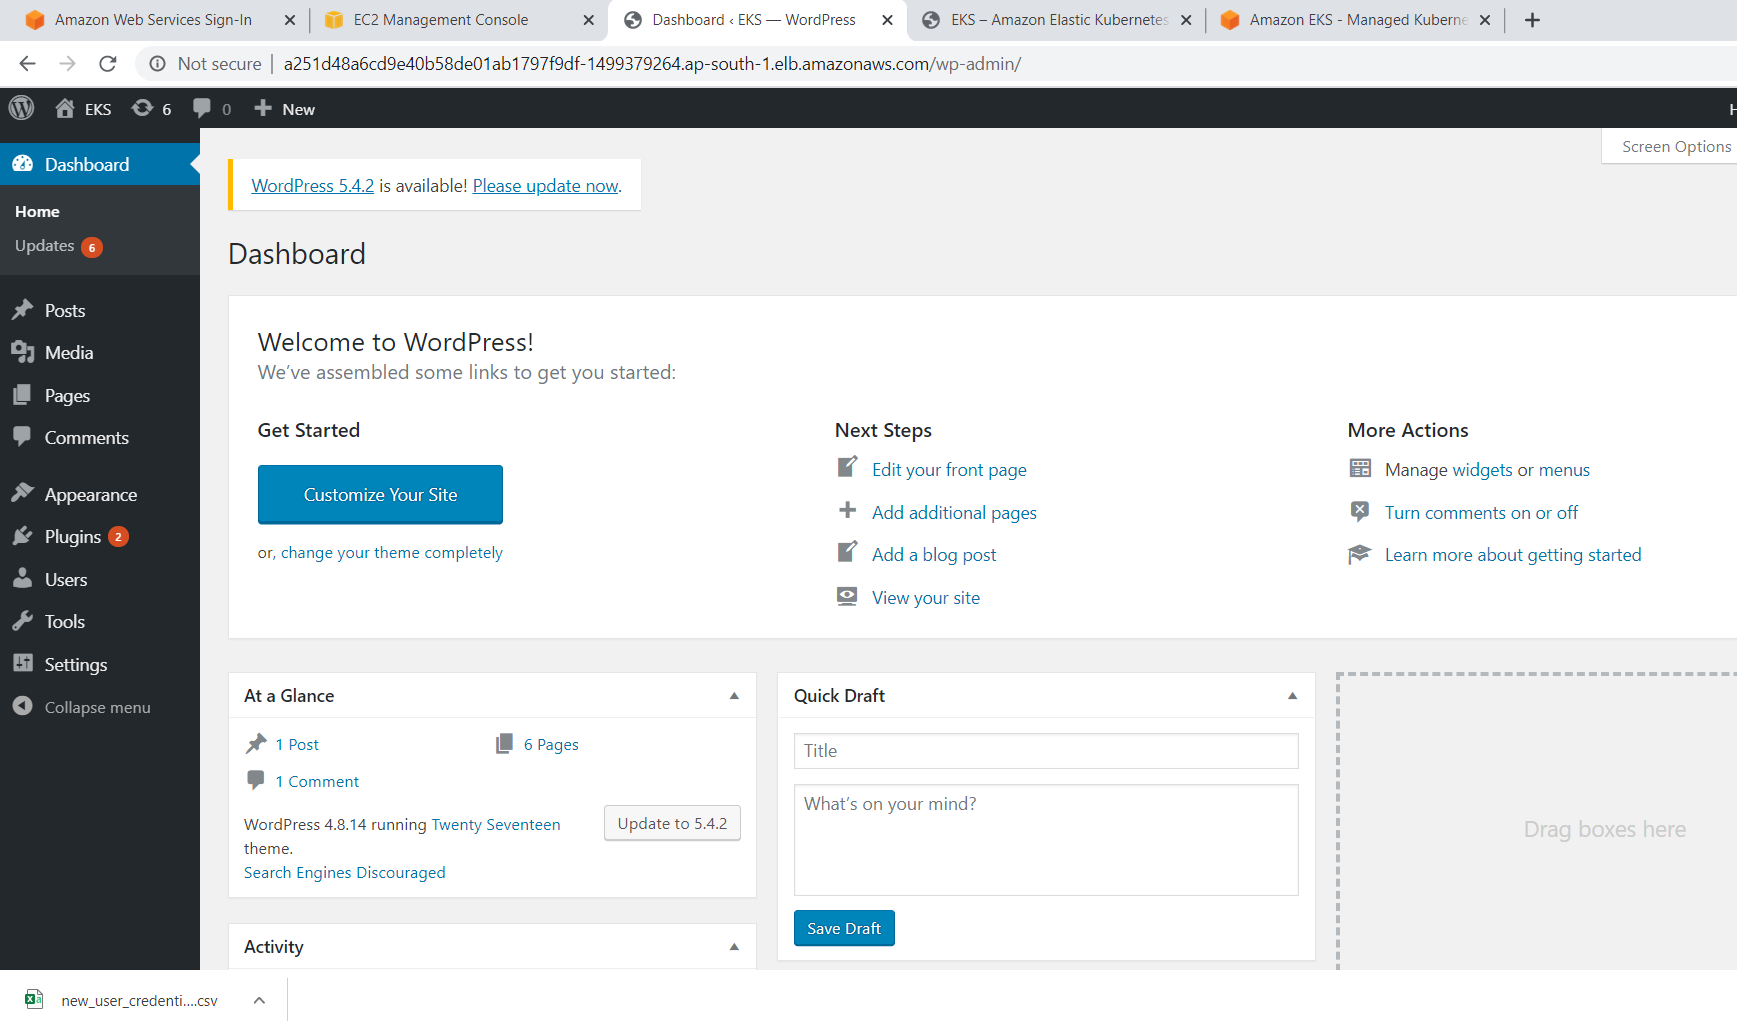 Amazon Web Services Sign-In
EC2 Management Console
Dashboard ‹ EKS — WordPress
EKS – Amazon Elastic Kubernetes
Amazon EKS - Managed Kuberne
Not secure
a251d48a6cd9e40b58de01ab1797f9df-1499379264.ap-south-1.elb.amazonaws.com/wp-admin/
EKS
6
0
New
H
Dashboard
Home
Updates 6
Posts
Media
Pages
Comments
Appearance
Plugins 2
Users
Tools
Settings
Collapse menu
Screen Options
WordPress 5.4.2 is available! Please update now.
Dashboard
Welcome to WordPress!
We’ve assembled some links to get you started:
Get Started
Customize Your Site
or, change your theme completely
Next Steps
Edit your front page
Add additional pages
Add a blog post
View your site
More Actions
Manage widgets or menus
Turn comments on or off
Learn more about getting started
At a Glance
1 Post
6 Pages
1 Comment
WordPress 4.8.14 running Twenty Seventeen
theme.
Update to 5.4.2
Search Engines Discouraged
Activity
Quick Draft
Title
What’s on your mind?
Save Draft
Drag boxes here
new_user_credenti....csv